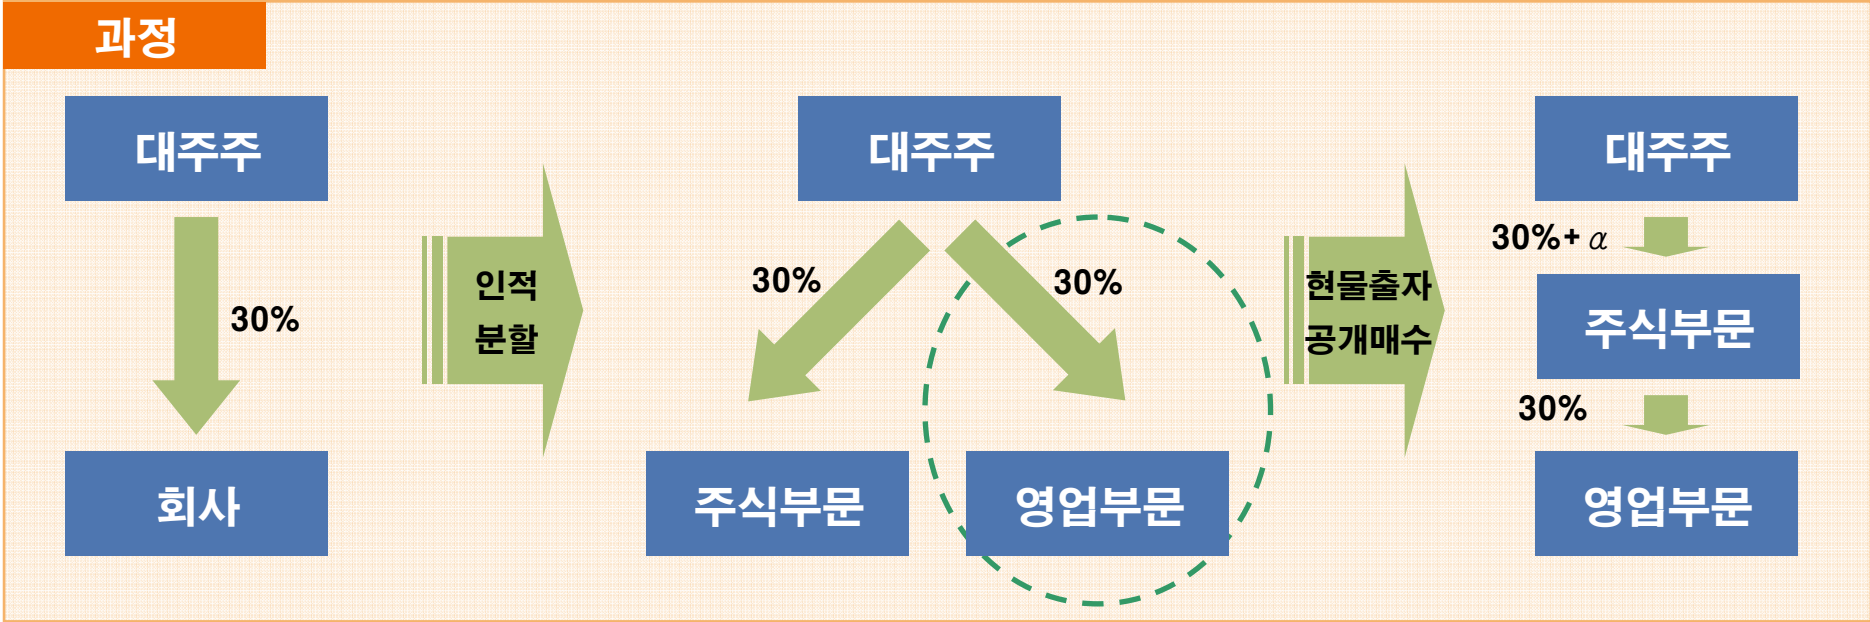 과정
대주주
30%
회사
인적
분할
대주주
30%
30%
주식부문
영업부문
현물출자
공개매수
대주주
30%+ α
주식부문
30%
영업부문